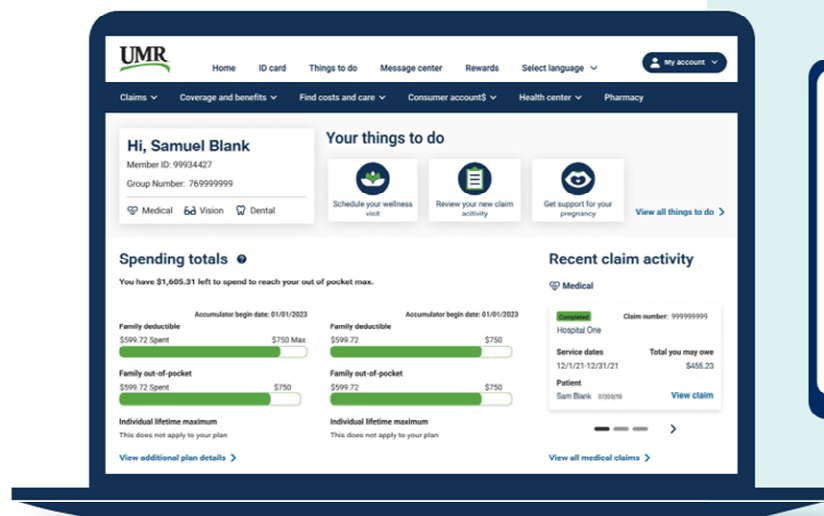 UMR
Home ID card Things to do Message center Rewards Select language
My account
Claims Coverage and benefits Find costs and care Consumer account$ Health center Pharmacy
Hi, Samuel Blank
Member ID: 99934427
Group Number: 769999999
Medical Vision Dental
Your things to do
Schedule your wellness
visit
Review your new claim
acitivity
Get support for your
pregnancy
View all things to do
Spending totals
You have $1,605.31 left to spend to reach your out of pocket max.
Accumulator begin date: 01/01/2023
Family deductible
$599.72 Spent $750 Max
Family out-of-pocket
$599.72 Spent $750
Individual lifetime maximum
This does not apply to your plan
View additional plan details
Accumulator begin date: 01/01/2023
Family deductible
$599.72 $750
Family out-of-pocket
$599.72 $750
Individual lifetime maximum
This does not apply to your plan
Recent claim activity
Medical
Completed Claim number: 999999999
Hospital One
Service dates Total you may owe
12/1/21-12/31/21 $455.23
Patient
Sam Blank View claim
View all medical claims